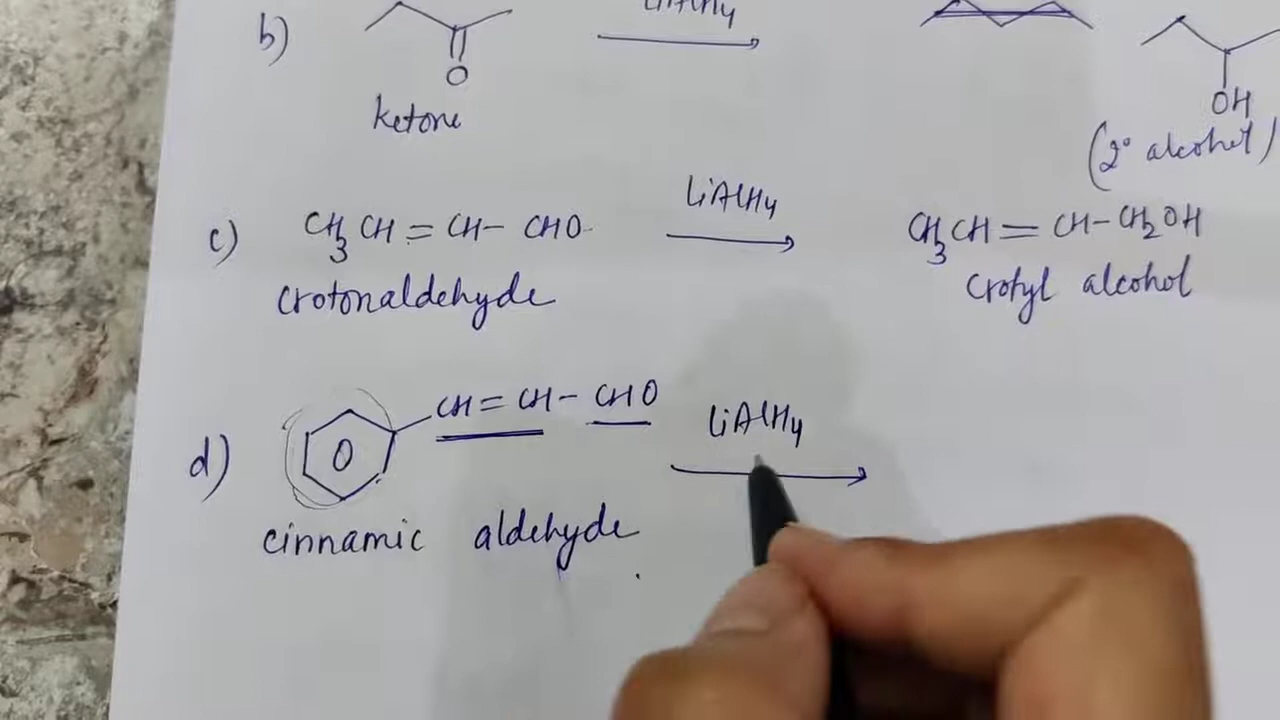 b) O LiAlH4
ketone OH
(2° alcohol)
c) CH3CH=CH-CHO LiAlH4 CH3CH=CH-CH2OH
Crotonaldehyde Crotyl alcohol
d) O CH=CH-CHO LiAlH4
cinnamic aldehyde